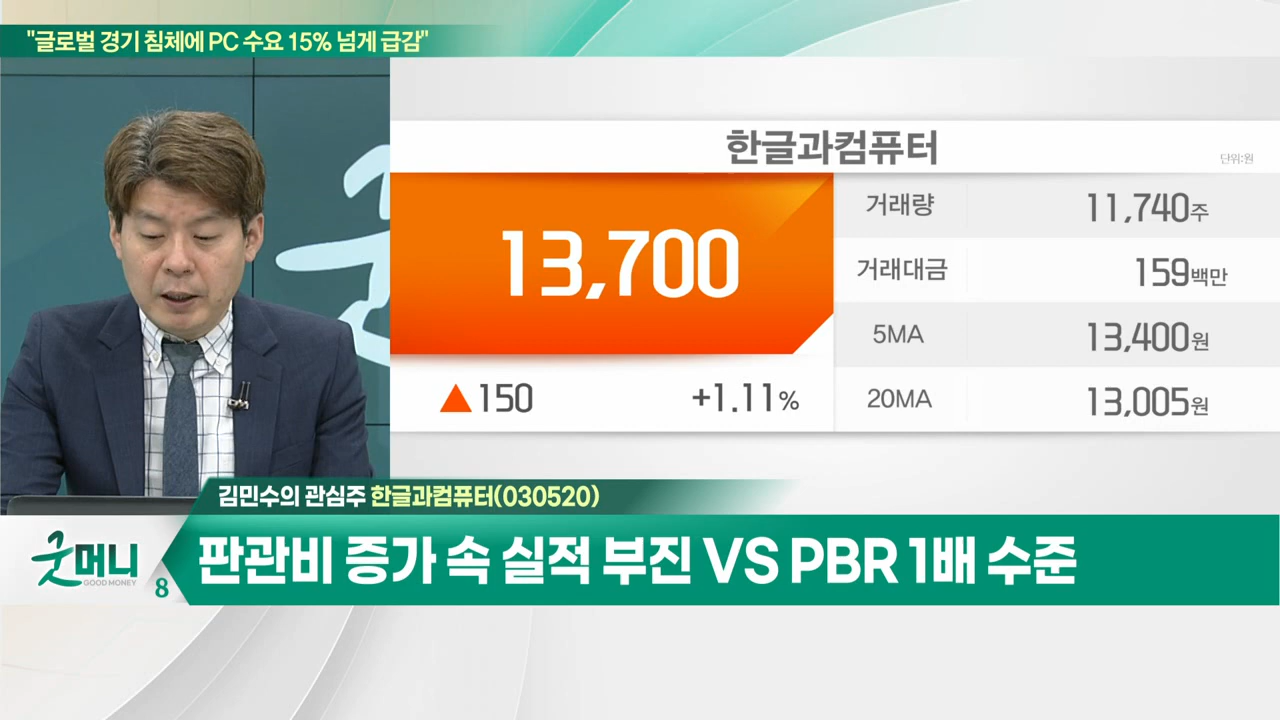 "글로벌 경기 침체에 PC 수요 15% 넘게 급감"
한글과컴퓨터
단위:원
13,700
▲150 +1.11%
거래량 11,740주
거래대금 159백만
5MA 13,400원
20MA 13,005원
김민수의 관심주 한글과컴퓨터(030520)
굿머니
GOOD MONEY
8
판관비 증가 속 실적 부진 VS PBR 1배 수준